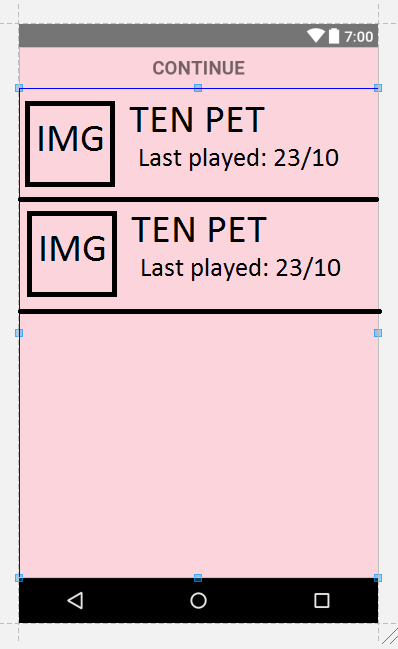 7:00
CONTINUE
IMG
TEN PET
Last played: 23/10
IMG
TEN PET
Last played: 23/10